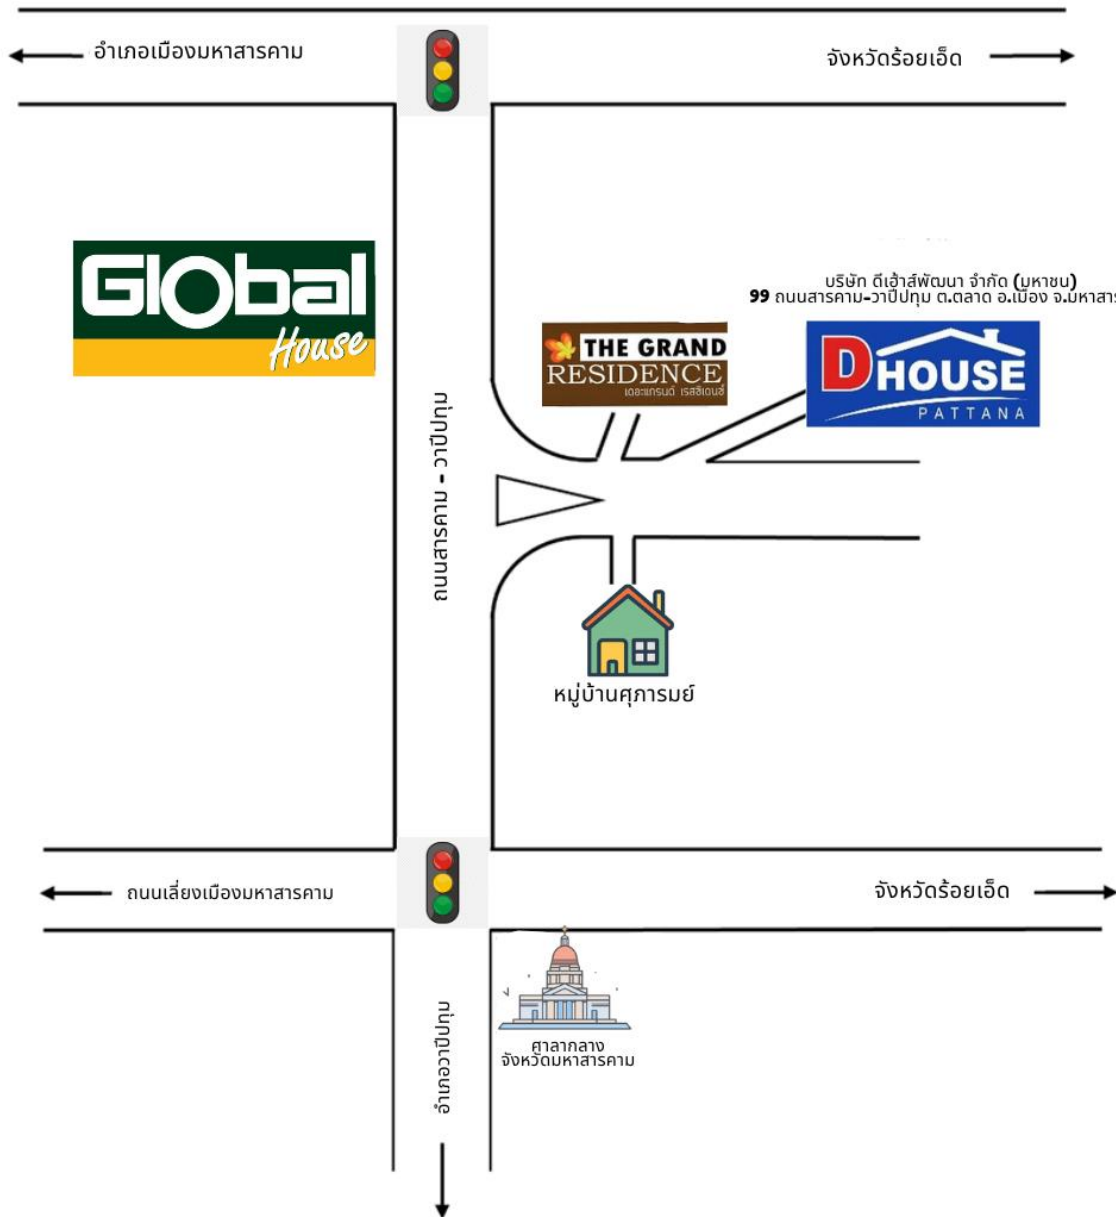 อำเภอเมืองมหาสารคาม
จังหวัดร้อยเอ็ด
Global
House
บริษัท ดีเฮ้าส์พัฒนา จำกัด (มหาชน)
99 ถนนสารคาม-วาปีปทุม ต.ตลาด อ.เมือง จ.มหาสาร
THE GRAND
RESIDENCE
เดอะแกรนด์ เรสซิเดนซ์
DHOUSE
PATTANA
ถนนสารคาม - วาปีปทุม
หมู่บ้านศุภารมย์
ถนนเลี่ยงเมืองมหาสารคาม
จังหวัดร้อยเอ็ด
ศาลากลาง
จังหวัดมหาสารคาม
อำเภอวาปีปทุม